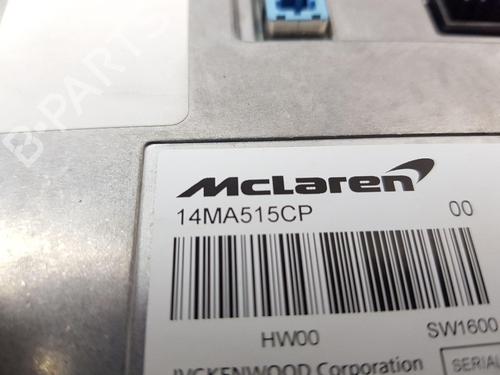 B-PARTS
McLaren
14MA515CP 00
HW00 SW1600
JVCKENWOOD Corporation
SERIAL